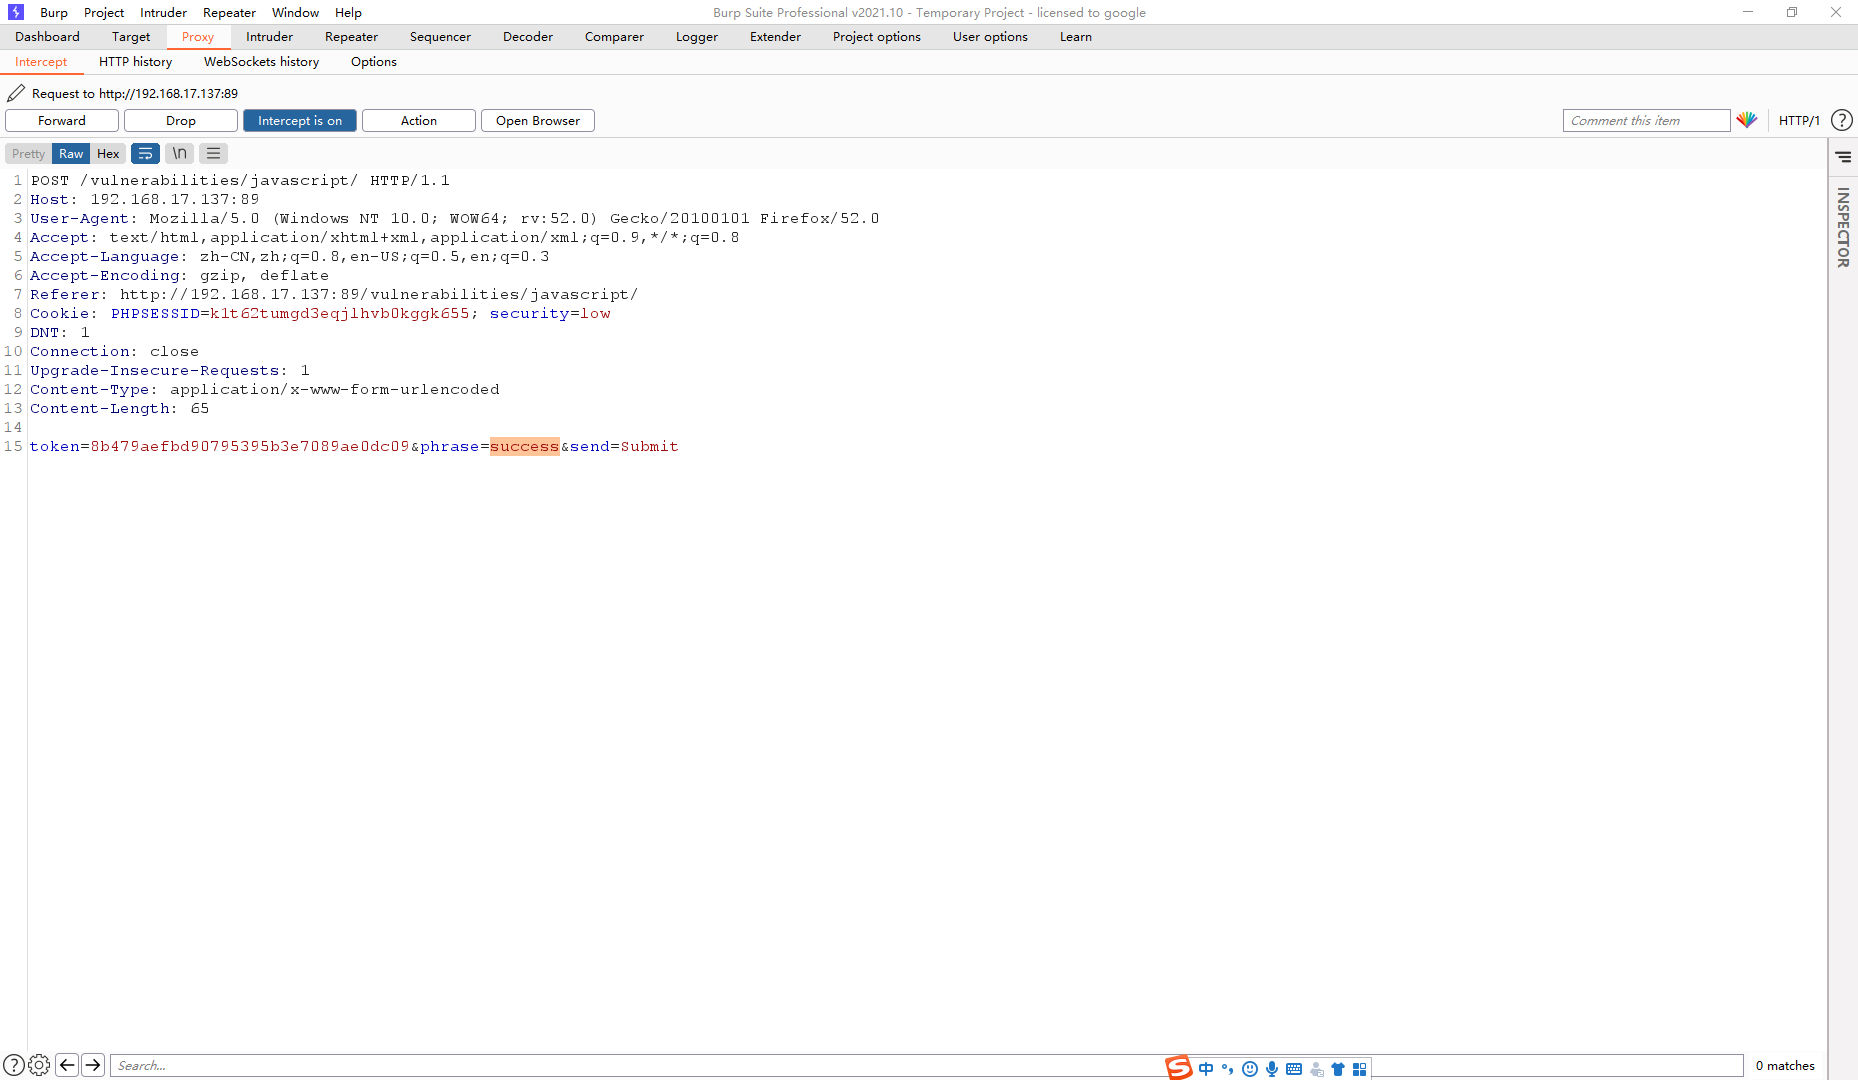 Burp Project Intruder Repeater Window Help Burp Suite Professional v2021.10 - Temporary Project - licensed to google
Dashboard Target Proxy Intruder Repeater Sequencer Decoder Comparer Logger Extender Project options User options Learn
Intercept HTTP history WebSockets history Options
Request to http://192.168.17.137:89
Forward Drop Intercept is on Action Open Browser Comment this item HTTP/1 ?
Pretty Raw Hex \n
INSPECTOR
1 POST /vulnerabilities/javascript/ HTTP/1.1
2 Host: 192.168.17.137:89
3 User-Agent: Mozilla/5.0 (Windows NT 10.0; WOW64; rv:52.0) Gecko/20100101 Firefox/52.0
4 Accept: text/html,application/xhtml+xml,application/xml;q=0.9,*/*;q=0.8
5 Accept-Language: zh-CN,zh;q=0.8,en-US;q=0.5,en;q=0.3
6 Accept-Encoding: gzip, deflate
7 Referer: http://192.168.17.137:89/vulnerabilities/javascript/
8 Cookie: PHPSESSID=k1t62tumgd3eqjlhvb0kggk655; security=low
9 DNT: 1
10 Connection: close
11 Upgrade-Insecure-Requests: 1
12 Content-Type: application/x-www-form-urlencoded
13 Content-Length: 65
14
15 token=8b479aefbd90795395b3e7089ae0dc09&phrase=success&send=Submit
? Search... S 中 0 matches